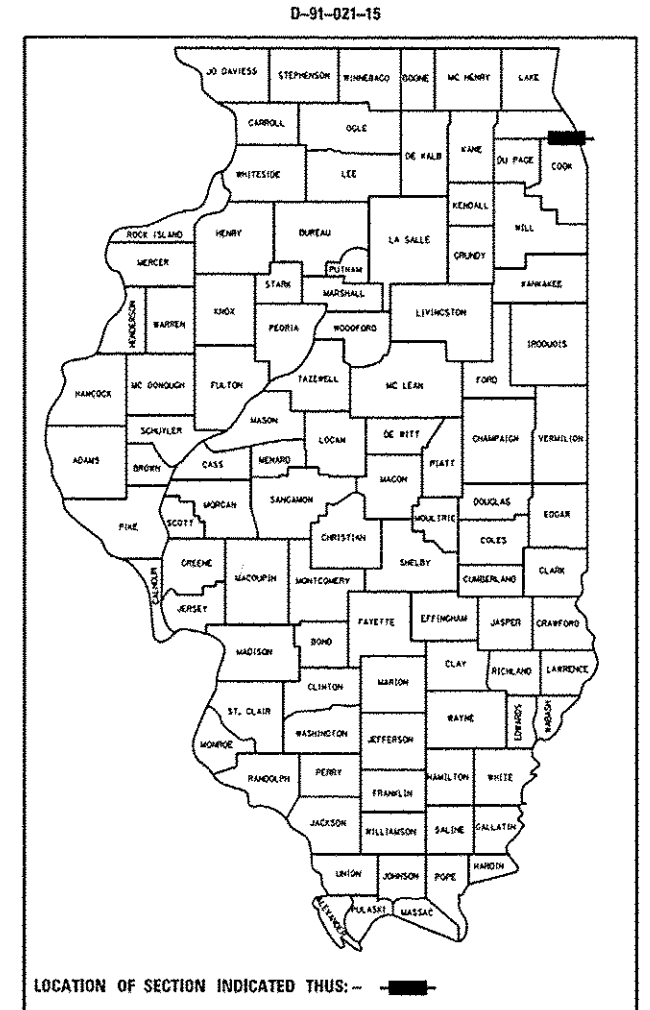 D-91-021-15
JO DAVIESS
STEPHENSON
WINNEBAGO
BOONE
MC HENRY
LAKE
CARROLL
OGLE
DE KALB
KANE
DU PAGE
COOK
WHITESIDE
LEE
KENDALL
WILL
ROCK ISLAND
HENRY
BUREAU
LA SALLE
GRUNDY
MERCER
PUTNAM
KANKAKEE
STARK
MARSHALL
LIVINGSTON
HENDERSON
WARREN
KNOX
PEORIA
WOODFORD
IROQUOIS
HANCOCK
MC DONOUGH
FULTON
TAZEWELL
MC LEAN
FORD
MASON
SCHUYLER
LOGAN
DE WITT
CHAMPAIGN
VERMILION
ADAMS
BROWN
CASS
MENARD
PIATT
MACON
MORGAN
SANGAMON
DOUGLAS
EDGAR
PIKE
SCOTT
MOULTRIE
CHRISTIAN
COLES
GREENE
SHELBY
CLARK
CALHOUN
MACOUPIN
MONTGOMERY
CUMBERLAND
JERSEY
FAYETTE
EFFINGHAM
JASPER
CRAWFORD
BOND
MADISON
CLAY
RICHLAND
LAWRENCE
CLINTON
MARION
ST. CLAIR
WAYNE
EDWARDS
WABASH
WASHINGTON
JEFFERSON
MONROE
RANDOLPH
PERRY
HAMILTON
WHITE
FRANKLIN
JACKSON
WILLIAMSON
SALINE
GALLATIN
UNION
JOHNSON
POPE
HARDIN
ALEXANDER
PULASKI
MASSAC
LOCATION OF SECTION INDICATED THUS: -